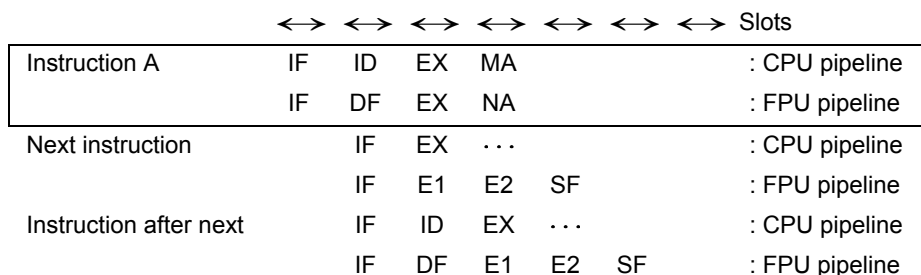 Slots
Instruction A IF ID EX MA : CPU pipeline
IF DF EX NA : FPU pipeline
Next instruction IF EX ··· : CPU pipeline
IF E1 E2 SF : FPU pipeline
Instruction after next IF ID EX ··· : CPU pipeline
IF DF E1 E2 SF : FPU pipeline